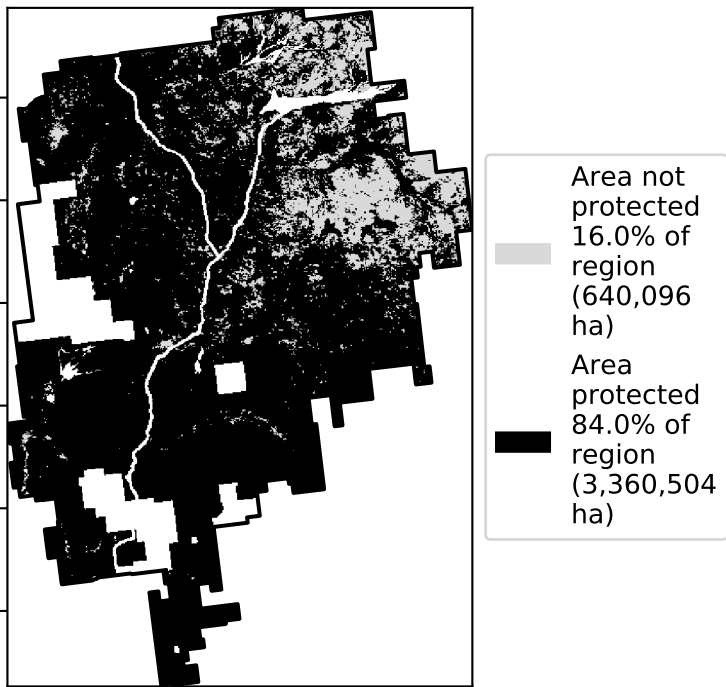 Area not
protected
16.0% of
region
(640,096
ha)
Area
protected
84.0% of
region
(3,360,504
ha)